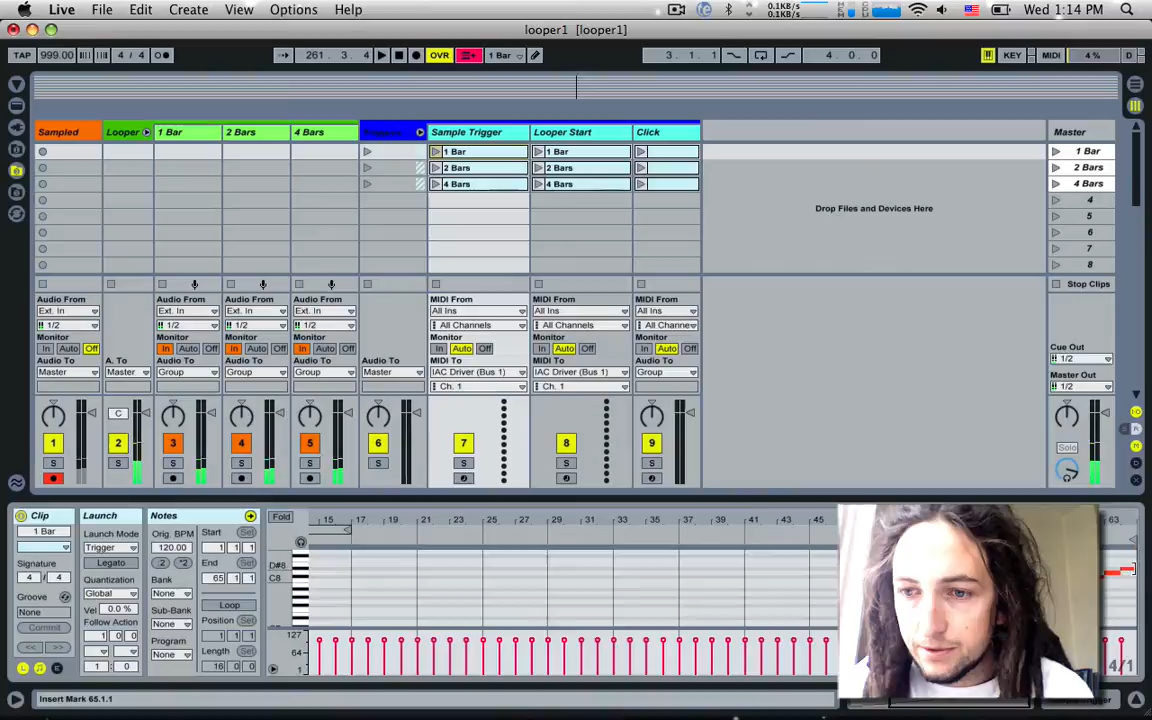 Live File Edit Create View Options Help 0.1KB/s 0.1KB/s Wed 1:14 PM
looper1 [looper1]
TAP 999.00 4 / 4 261. 3. 4 OVR 1 Bar 3. 1. 1 4. 0. 0 KEY MIDI 4 % D
Sampled Looper 1 Bar 2 Bars 4 Bars Sample Trigger Looper Start Click Master
1 Bar 1 Bar 1 Bar
2 Bars 2 Bars 2 Bars
4 Bars 4 Bars 4 Bars
4
Drop Files and Devices Here
5
6
7
8
Stop Clips
Audio From Audio From Audio From Audio From MIDI From MIDI From MIDI From
Ext. In Ext. In Ext. In Ext. In All Ins All Ins All Ins
1/2 1/2 1/2 1/2 All Channels All Channels All Channe
Monitor Monitor Monitor Monitor Monitor Monitor Monitor Cue Out
In Auto Off In Auto Off In Auto Off In Auto Off In Auto Off In Auto Off In Auto Off 1/2
Audio To A. To Audio To Audio To Audio To Audio To MIDI To MIDI To Audio To Master Out
Master Master Group Group Group Master IAC Driver (Bus 1) IAC Driver (Bus 1) Group 1/2
Ch. 1 Ch. 1
C
1 2 3 4 5 6 7 8 9 Solo
S S S S S S S S S
Clip Launch Notes Fold 15 17 19 21 23 25 27 29 31 33 35 37 39 41 43 45 63
1 Bar Launch Mode Orig. BPM Start Set
Trigger 120.00 1 1 1
Signature Legato :2 *2 End Set
4 / 4 Quantization Bank 65 1 1
Groove Global None Loop
None Vel 0.0 % Sub-Bank Position Set
Commit Follow Action None 1 1 1
<< >> 1 0 0 Program Length Set
L E 1 : 0 None 16 0 0
D#8
C8
127
64
1
4/1
Insert Mark 65.1.1